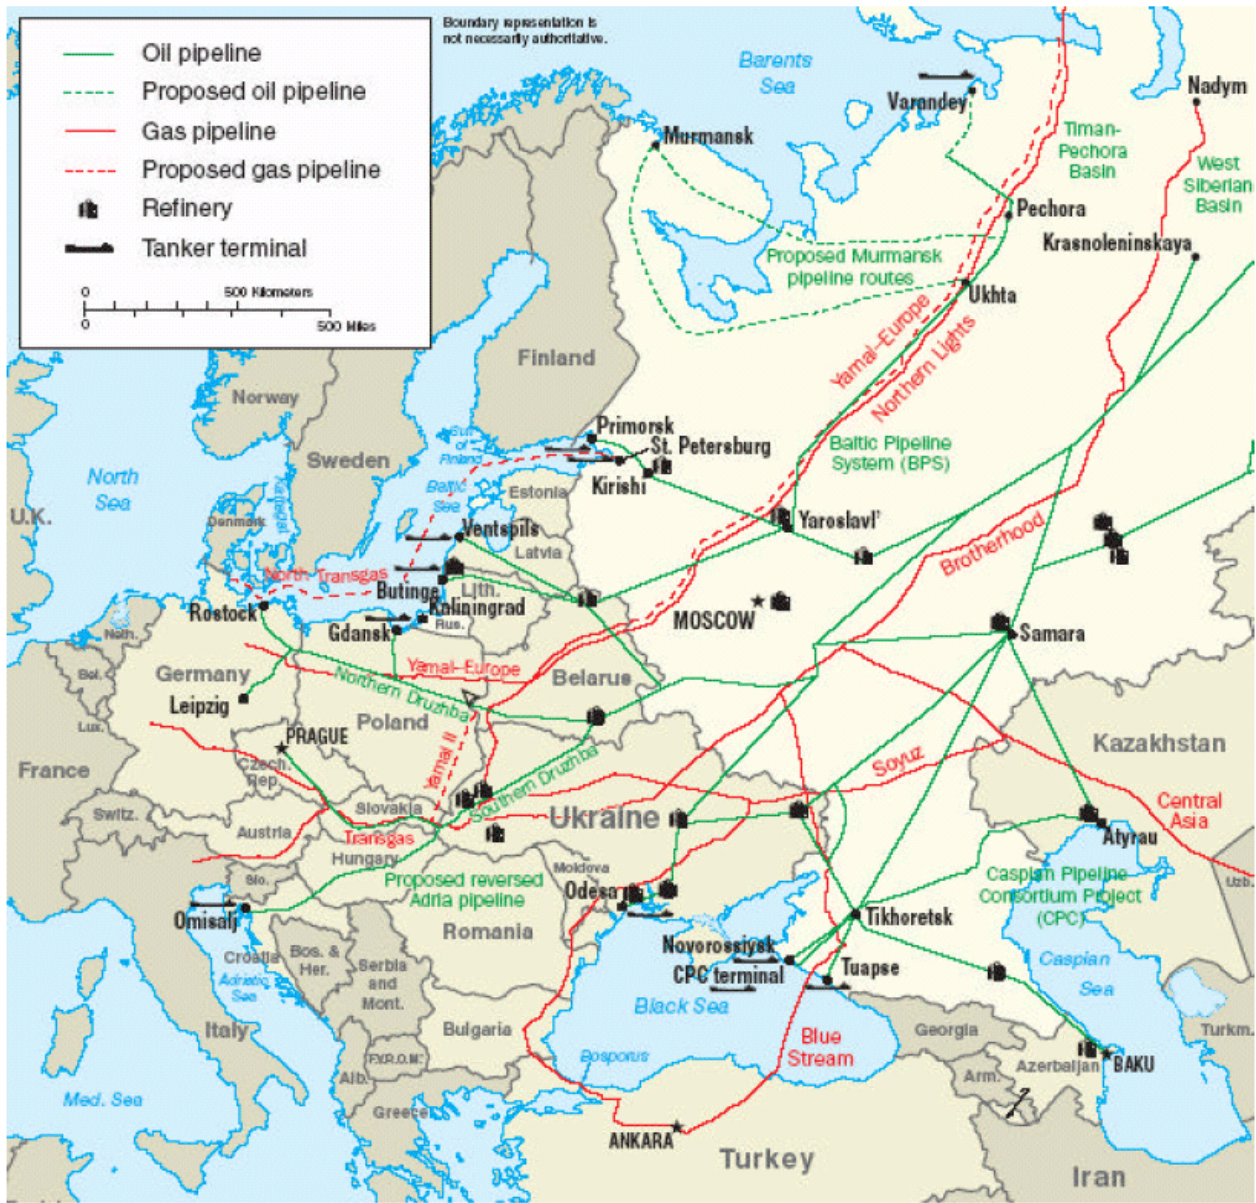 Boundary representation is
not necessarily authoritative.
Oil pipeline
Proposed oil pipeline
Gas pipeline
Proposed gas pipeline
Refinery
Tanker terminal
0 500 Kilometers
0 500 Miles
Barents
Sea
Varandey
Nadym
Murmansk
Timan-
Pechora
Basin
West
Siberian
Basin
Pechora
Krasnoleninskaya
Proposed Murmansk
pipeline routes
Ukhta
Yamal–Europe
Northern Lights
Finland
Norway
Sweden
Primorsk
St. Petersburg
Kirishi
Gulf
of
Finland
Baltic Pipeline
System (BPS)
North
Sea
Baltic
Sea
Estonia
U.K.
Denmark
Kattegat
Ventspils
Latvia
Yaroslavl'
Brotherhood
North Transgas
Butinge
Lith.
Kaliningrad
Rus.
Rostock
Gdansk
MOSCOW
Samara
Neth.
Bel.
Lux.
Germany
Leipzig
Yamal–Europe
Northern Druzhba
Belarus
Poland
PRAGUE
Czech.
Rep.
Yamal II
Southern Druzhba
Soyuz
Kazakhstan
France
Switz.
Slovakia
Austria
Transgas
Hungary
Ukraine
Central
Asia
Atyrau
Slo.
Moldova
Odesa
Proposed reversed
Adria pipeline
Caspian Pipeline
Consortium Project
(CPC)
Uzb.
Omisalj
Romania
Tikhoretsk
Croatia
Bos. &
Her.
Serbia
and
Mont.
Novorossiysk
CPC terminal
Tuapse
Caspian
Sea
Adriatic
Sea
Black Sea
Italy
Bulgaria
Blue
Stream
Georgia
Turkm.
F.Y.R.O.M.
Bosporus
Alb.
Arm.
Azerbaijan
BAKU
Med. Sea
Greece
ANKARA
Turkey
Iran